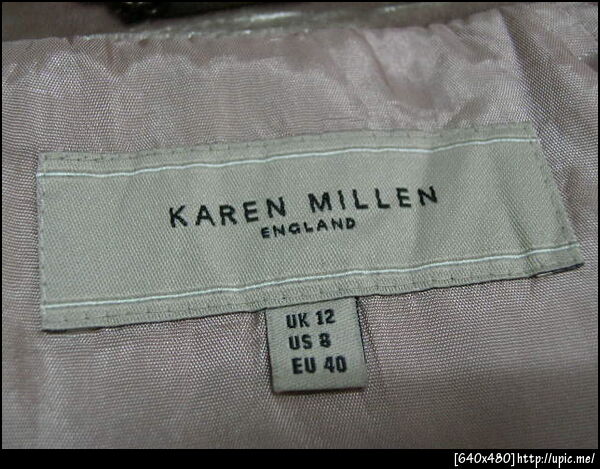 KAREN MILLEN
ENGLAND
UK 12
US 8
EU 40
[640x480]http://upic.me/